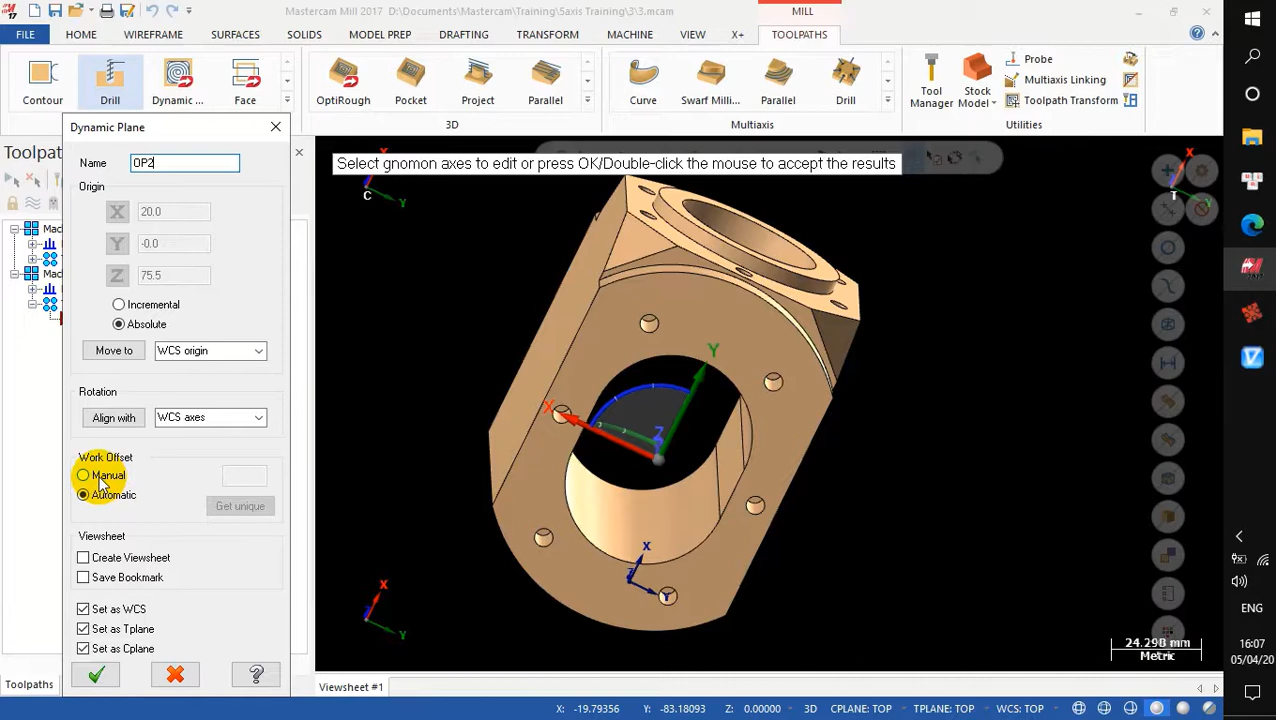 17
Mastercam Mill 2017 D:\Documents\Mastercam\Training\5axis Training\3\3.mcam
MILL
FILE HOME WIREFRAME SURFACES SOLIDS MODEL PREP DRAFTING TRANSFORM MACHINE VIEW X+ TOOLPATHS
Contour Drill Dynamic ... Face OptiRough Pocket Project Parallel Curve Swarf Milli... Parallel Drill
Tool Manager
Stock Model
Probe
Multiaxis Linking
Toolpath Transform
3D Multiaxis Utilities
Dynamic Plane
Name OP2
Origin
X 20.0
Y -0.0
Z 75.5
Incremental
Absolute
Move to WCS origin
Rotation
Align with WCS axes
Work Offset
Manual
Automatic
Get unique
Viewsheet
Create Viewsheet
Save Bookmark
Set as WCS
Set as Tplane
Set as Cplane
Toolpaths
Mac
Mac
Select gnomon axes to edit or press OK/Double-click the mouse to accept the results
C Y
X
T Y
Y
X
Z
X
Y
X
Y
24.298 mm
Metric
Viewsheet #1
X: -19.79356 Y: -83.18093 Z: 0.00000 3D CPLANE: TOP TPLANE: TOP WCS: TOP
2017
ENG
16:07
05/04/20